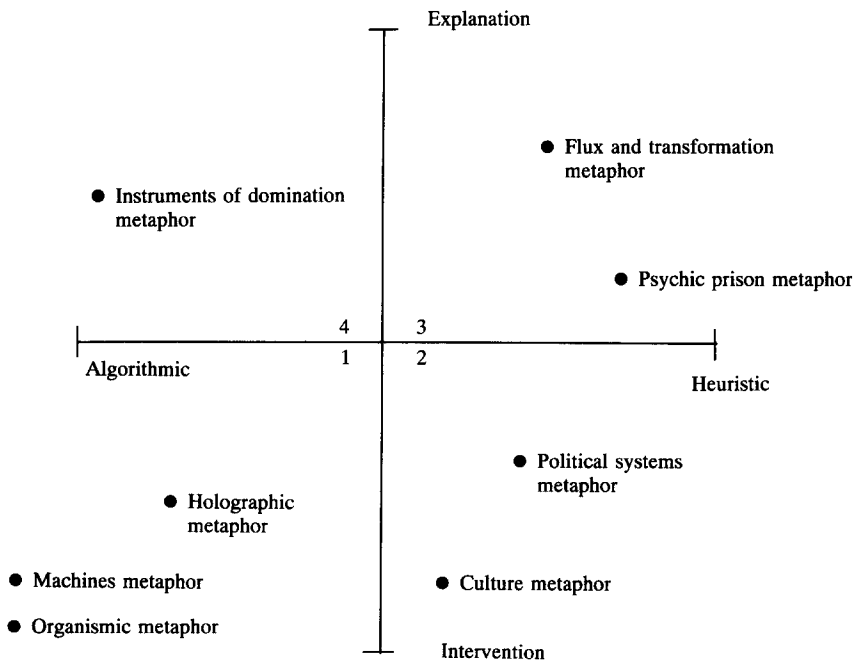 Explanation
Flux and transformation
metaphor
Instruments of domination
metaphor
Psychic prison metaphor
4 3
Algorithmic 1 2
Heuristic
Political systems
metaphor
Holographic
metaphor
Machines metaphor
Culture metaphor
Organismic metaphor
Intervention